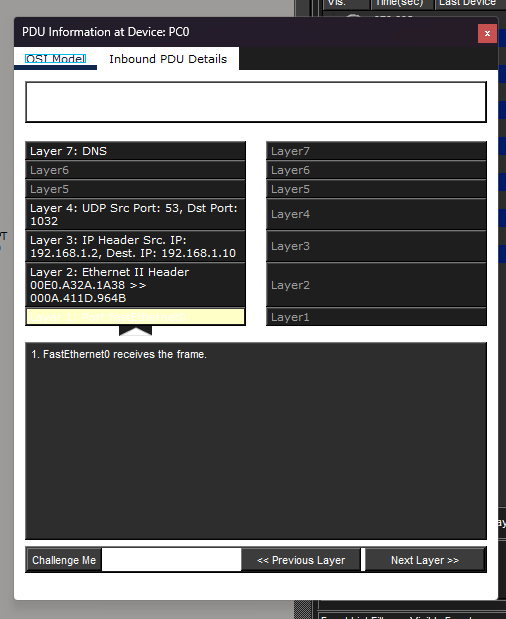 Vis.
Time(sec)
Last Device
PDU Information at Device: PC0
x
OSI Model
Inbound PDU Details
Layer 7: DNS
Layer7
Layer6
Layer6
Layer5
Layer5
Layer 4: UDP Src Port: 53, Dst Port:
1032
Layer4
Layer 3: IP Header Src. IP:
192.168.1.2, Dest. IP: 192.168.1.10
Layer3
Layer 2: Ethernet II Header
00E0.A32A.1A38 >>
000A.411D.964B
Layer2
Layer1
1. FastEthernet0 receives the frame.
Challenge Me
<< Previous Layer
Next Layer >>